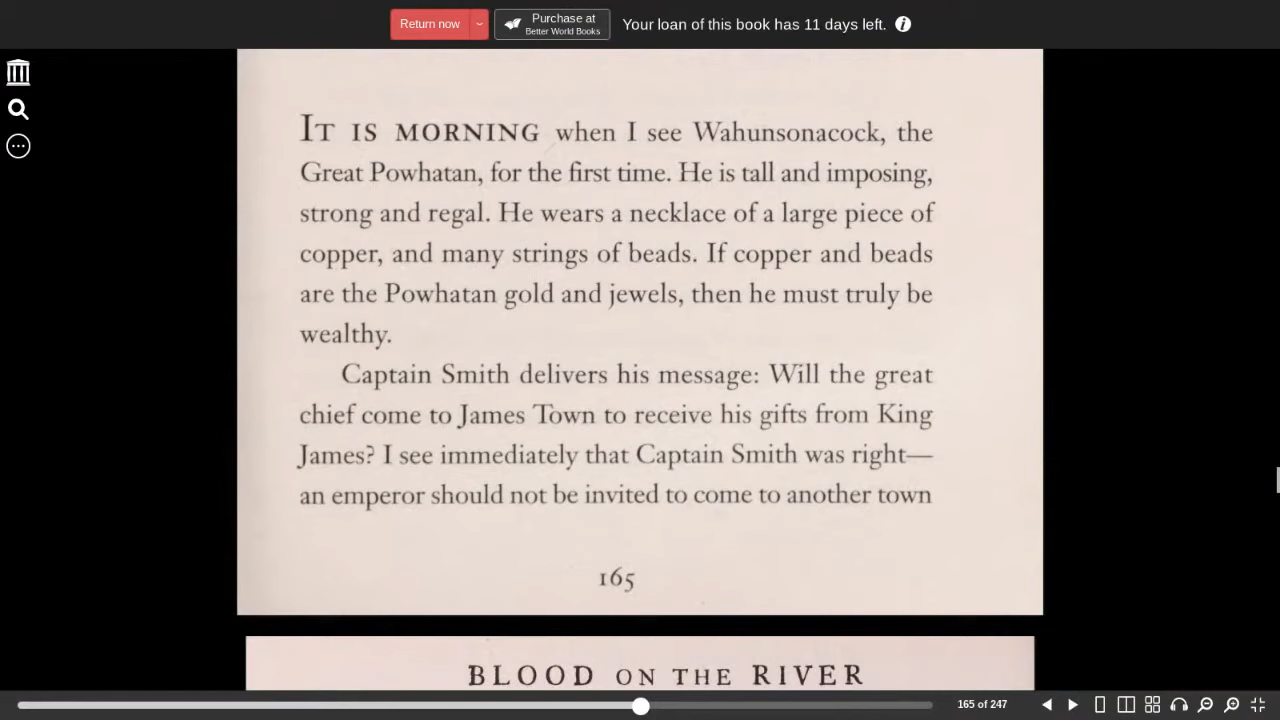 Return now
Purchase at
Better World Books
Your loan of this book has 11 days left.
IT IS MORNING when I see Wahunsonacock, the
Great Powhatan, for the first time. He is tall and imposing,
strong and regal. He wears a necklace of a large piece of
copper, and many strings of beads. If copper and beads
are the Powhatan gold and jewels, then he must truly be
wealthy.
Captain Smith delivers his message: Will the great
chief come to James Town to receive his gifts from King
James? I see immediately that Captain Smith was right—
an emperor should not be invited to come to another town
165
BLOOD ON THE RIVER
165 of 247